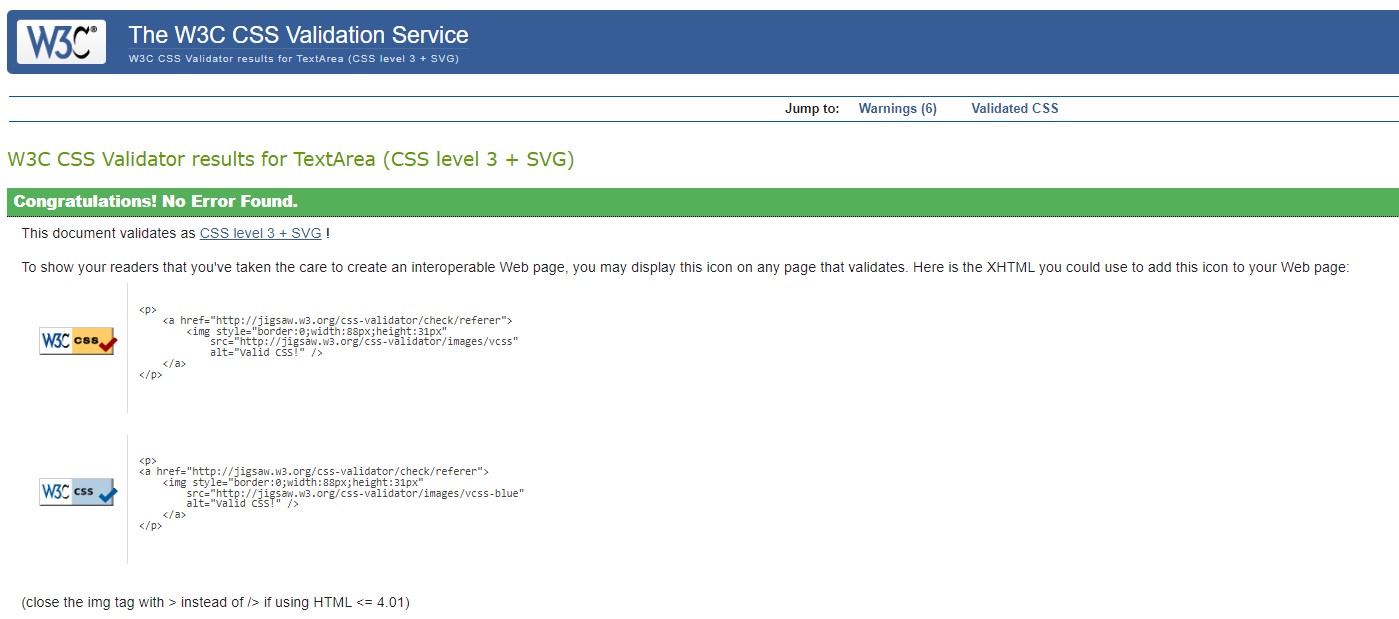 W3C®
The W3C CSS Validation Service
W3C CSS Validator results for TextArea (CSS level 3 + SVG)
Jump to: Warnings (6) Validated CSS
W3C CSS Validator results for TextArea (CSS level 3 + SVG)
Congratulations! No Error Found.
This document validates as CSS level 3 + SVG !
To show your readers that you've taken the care to create an interoperable Web page, you may display this icon on any page that validates. Here is the XHTML you could use to add this icon to your Web page:
W3C css
<p>
<a href="http://jigsaw.w3.org/css-validator/check/referer">
<img style="border:0;width:88px;height:31px"
src="http://jigsaw.w3.org/css-validator/images/vcss"
alt="Valid CSS!" />
</a>
</p>
W3C css
<p>
<a href="http://jigsaw.w3.org/css-validator/check/referer">
<img style="border:0;width:88px;height:31px"
src="http://jigsaw.w3.org/css-validator/images/vcss-blue"
alt="Valid CSS!" />
</a>
</p>
(close the img tag with > instead of /> if using HTML <= 4.01)